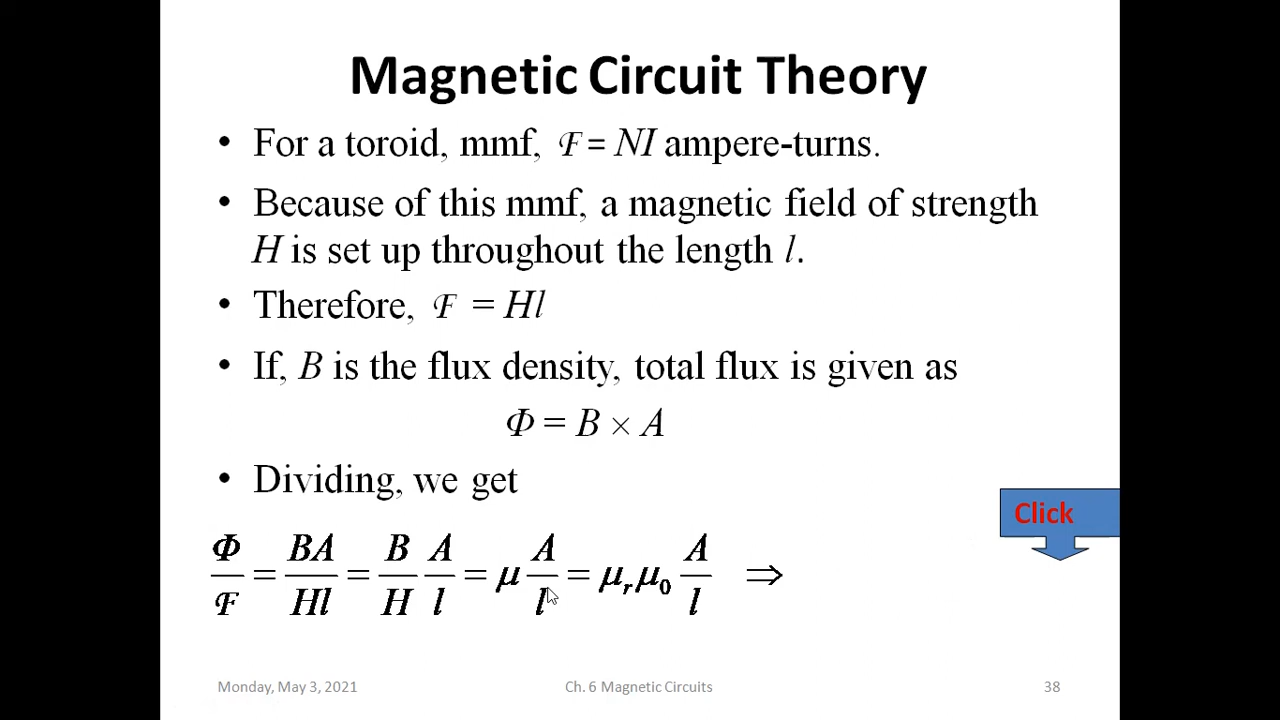 Magnetic Circuit Theory
• For a toroid, mmf, ℱ = NI ampere-turns.
• Because of this mmf, a magnetic field of strength
H is set up throughout the length l.
• Therefore, ℱ = Hl
• If, B is the flux density, total flux is given as
Φ = B × A
• Dividing, we get
Φ/ℱ = BA/Hl = B/H A/l = μ A/l = μᵣμ₀ A/l ⇒
Click
Monday, May 3, 2021 Ch. 6 Magnetic Circuits 38